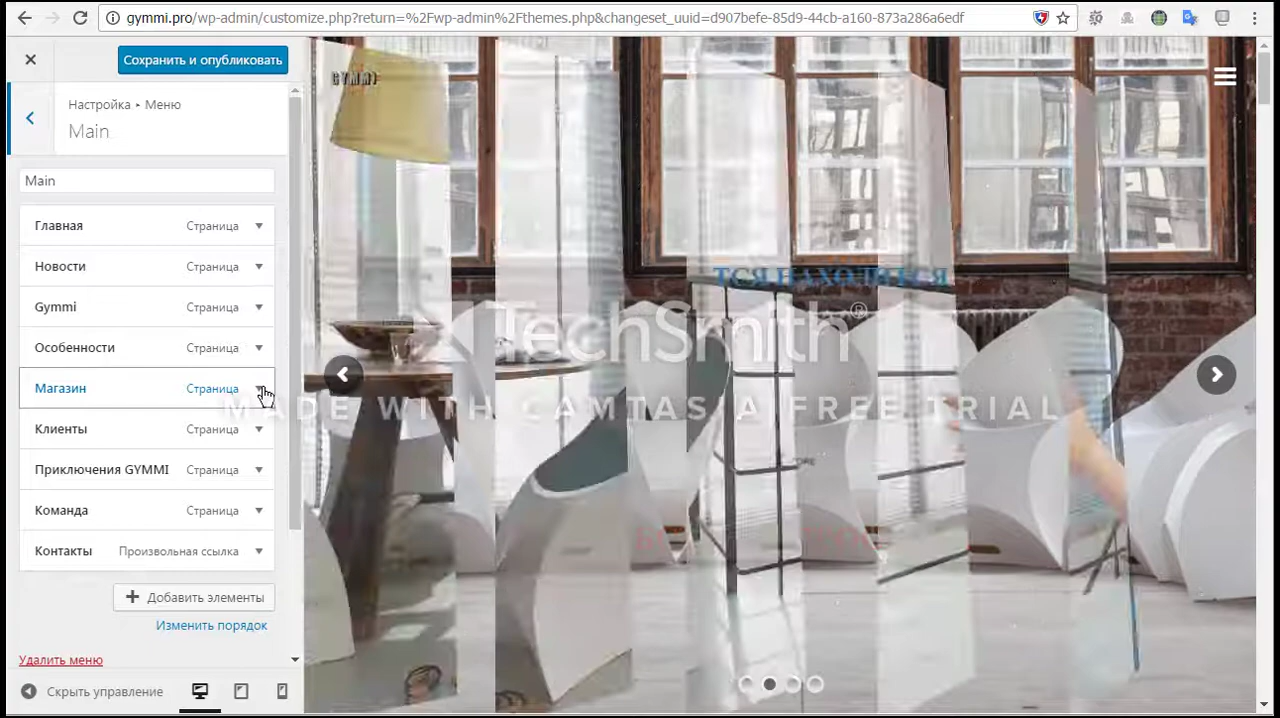 gymmi.pro/wp-admin/customize.php?return=%2Fwp-admin%2Fthemes.php&changeset_uuid=d907befe-85d9-44cb-a160-873a286a6edf
Сохранить и опубликовать
Настройка ▸ Меню
Main
Main
Главная Страница
Новости Страница
Gymmi Страница
Особенности Страница
Магазин Страница
Клиенты Страница
Приключения GYMMI Страница
Команда Страница
Контакты Произвольная ссылка
Добавить элементы
Изменить порядок
Удалить меню
Скрыть управление
GYMMI
ТСЯ НАХОДИТСЯ
TechSmith®
MADE WITH CAMTASIA FREE TRIAL